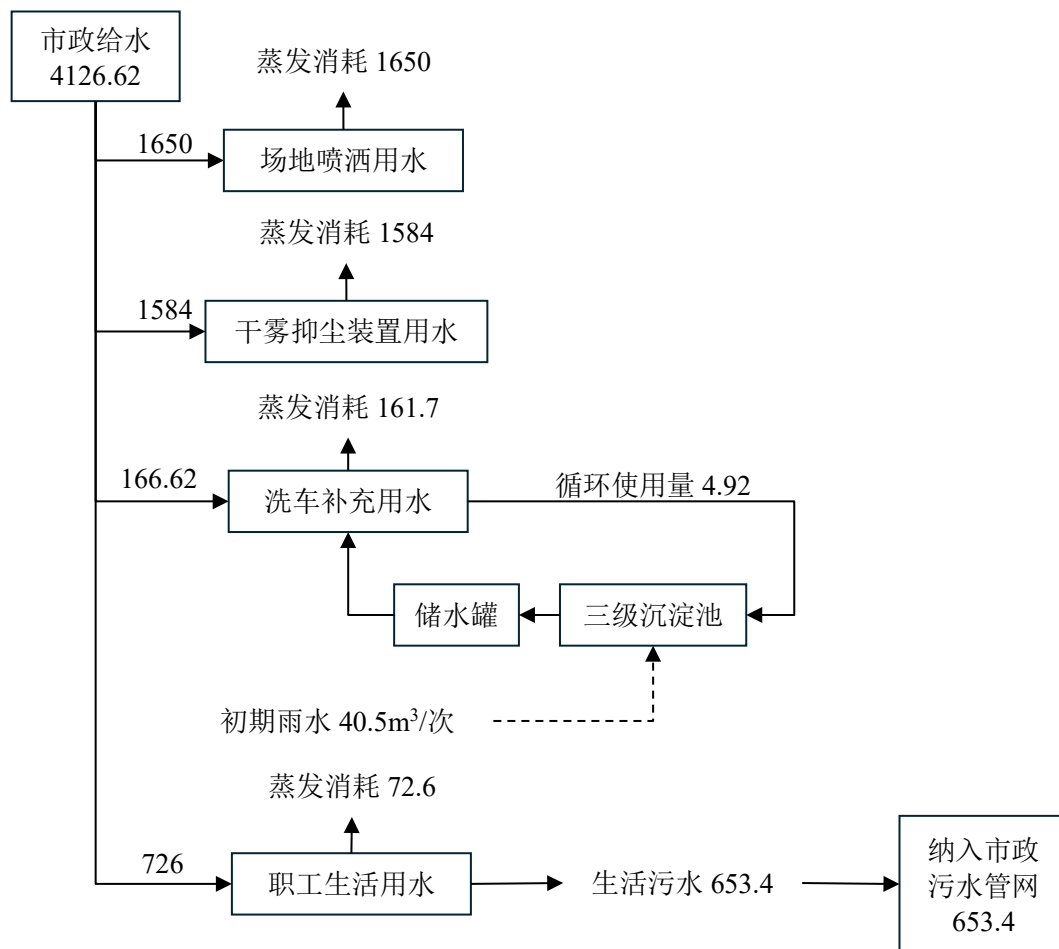 市政给水
4126.62
蒸发消耗 1650
1650
场地喷洒用水
蒸发消耗 1584
1584
干雾抑尘装置用水
蒸发消耗 161.7
166.62
洗车补充用水
循环使用量 4.92
储水罐
三级沉淀池
初期雨水 40.5m³/次
蒸发消耗 72.6
726
职工生活用水
生活污水 653.4
纳入市政
污水管网
653.4